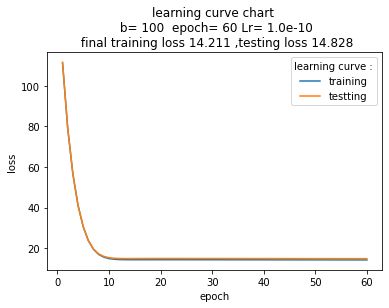 learning curve chart
b= 100  epoch= 60 Lr= 1.0e-10
final training loss 14.211 ,testing loss 14.828
learning curve :
training
testting
100
80
60
40
20
loss
0
10
20
30
40
50
60
epoch